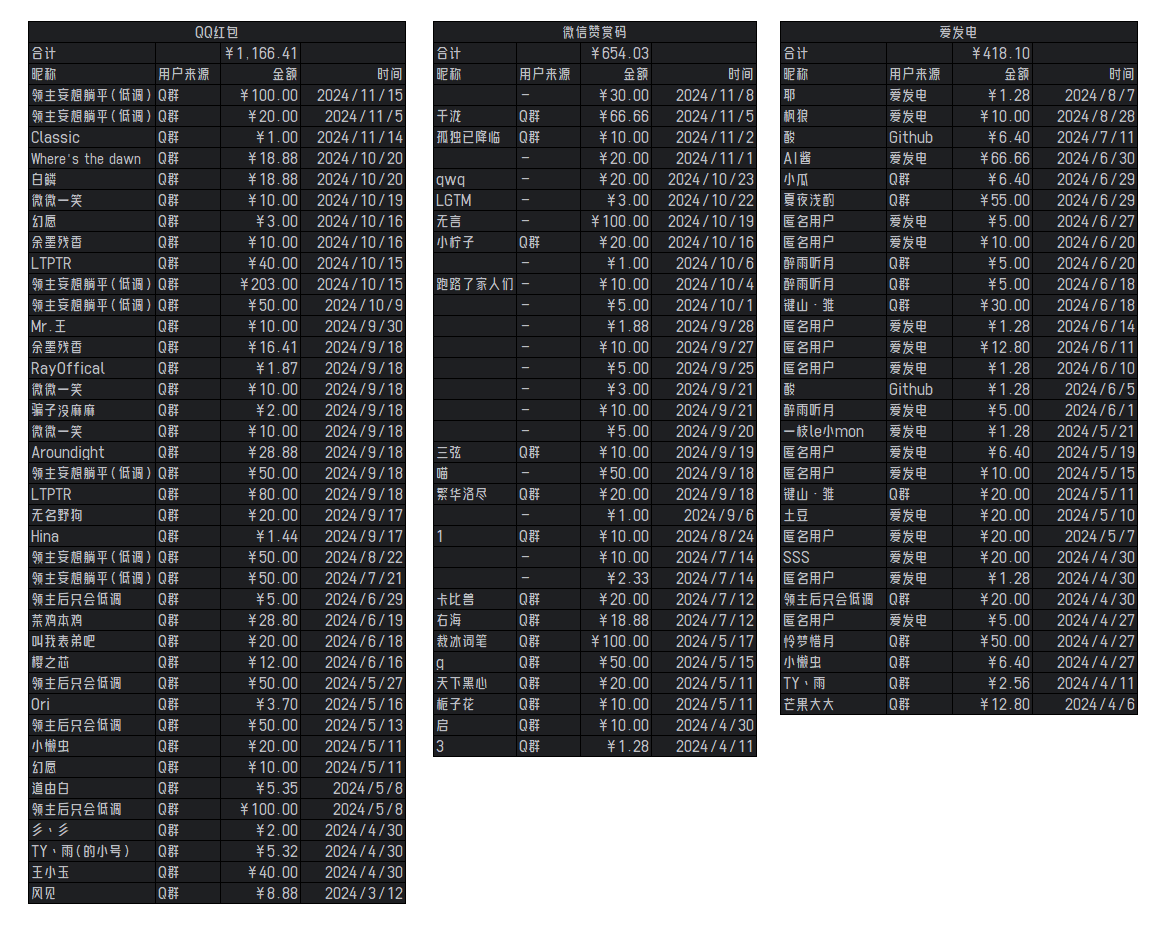 QQ红包
合计 ¥1,166.41
昵称 用户来源 金额 时间
领主妄想躺平(低调) Q群 ¥100.00 2024/11/15
领主妄想躺平(低调) Q群 ¥20.00 2024/11/5
Classic Q群 ¥1.00 2024/11/14
Where's the dawn Q群 ¥18.88 2024/10/20
白鳞 Q群 ¥18.88 2024/10/20
微微一笑 Q群 ¥10.00 2024/10/19
幻愿 Q群 ¥3.00 2024/10/16
余墨残香 Q群 ¥10.00 2024/10/16
LTPTR Q群 ¥40.00 2024/10/15
领主妄想躺平(低调) Q群 ¥203.00 2024/10/15
领主妄想躺平(低调) Q群 ¥50.00 2024/10/9
Mr.王 Q群 ¥10.00 2024/9/30
余墨残香 Q群 ¥16.41 2024/9/18
RayOffical Q群 ¥1.87 2024/9/18
微微一笑 Q群 ¥10.00 2024/9/18
骗子没麻麻 Q群 ¥2.00 2024/9/18
微微一笑 Q群 ¥10.00 2024/9/18
Aroundight Q群 ¥28.88 2024/9/18
领主妄想躺平(低调) Q群 ¥50.00 2024/9/18
LTPTR Q群 ¥80.00 2024/9/18
无名野狗 Q群 ¥20.00 2024/9/17
Hina Q群 ¥1.44 2024/9/17
领主妄想躺平(低调) Q群 ¥50.00 2024/8/22
领主妄想躺平(低调) Q群 ¥50.00 2024/7/21
领主后只会低调 Q群 ¥5.00 2024/6/29
菜鸡本鸡 Q群 ¥28.80 2024/6/19
叫我表弟吧 Q群 ¥20.00 2024/6/18
樱之芯 Q群 ¥12.00 2024/6/16
领主后只会低调 Q群 ¥50.00 2024/5/27
Ori Q群 ¥3.70 2024/5/16
领主后只会低调 Q群 ¥50.00 2024/5/13
小懒虫 Q群 ¥20.00 2024/5/11
幻愿 Q群 ¥10.00 2024/5/11
道由白 Q群 ¥5.35 2024/5/8
领主后只会低调 Q群 ¥100.00 2024/5/8
彡丶彡 Q群 ¥2.00 2024/4/30
TY丶雨(的小号) Q群 ¥5.32 2024/4/30
王小玉 Q群 ¥40.00 2024/4/30
风见 Q群 ¥8.88 2024/3/12
微信赞赏码
合计 ¥654.03
昵称 用户来源 金额 时间
- ¥30.00 2024/11/8
干泷 Q群 ¥66.66 2024/11/5
孤独已降临 Q群 ¥10.00 2024/11/2
- ¥20.00 2024/11/1
qwq - ¥20.00 2024/10/23
LGTM - ¥3.00 2024/10/22
无言 - ¥100.00 2024/10/19
小柠子 Q群 ¥20.00 2024/10/16
- ¥1.00 2024/10/6
跑路了家人们 - ¥10.00 2024/10/4
- ¥5.00 2024/10/1
- ¥1.88 2024/9/28
- ¥10.00 2024/9/27
- ¥5.00 2024/9/25
- ¥3.00 2024/9/21
- ¥10.00 2024/9/21
- ¥5.00 2024/9/20
三弦 Q群 ¥10.00 2024/9/19
喵 - ¥50.00 2024/9/18
繁华落尽 Q群 ¥20.00 2024/9/18
- ¥1.00 2024/9/6
1 Q群 ¥10.00 2024/8/24
- ¥10.00 2024/7/14
- ¥2.33 2024/7/14
卡比兽 Q群 ¥20.00 2024/7/12
右海 Q群 ¥18.88 2024/7/12
裁冰词笔 Q群 ¥100.00 2024/5/17
q Q群 ¥50.00 2024/5/15
天下黑心 Q群 ¥20.00 2024/5/11
栀子花 Q群 ¥10.00 2024/5/11
启 Q群 ¥10.00 2024/4/30
3 Q群 ¥1.28 2024/4/11
爱发电
合计 ¥418.10
昵称 用户来源 金额 时间
耶 爱发电 ¥1.28 2024/8/7
枫狼 爱发电 ¥10.00 2024/8/28
酸 Github ¥6.40 2024/7/11
AI酱 爱发电 ¥66.66 2024/6/30
小瓜 Q群 ¥6.40 2024/6/29
夏夜浅酌 Q群 ¥55.00 2024/6/29
匿名用户 爱发电 ¥5.00 2024/6/27
匿名用户 爱发电 ¥10.00 2024/6/20
醉雨听月 Q群 ¥5.00 2024/6/20
醉雨听月 Q群 ¥5.00 2024/6/18
键山·雏 Q群 ¥30.00 2024/6/18
匿名用户 爱发电 ¥1.28 2024/6/14
匿名用户 爱发电 ¥12.80 2024/6/11
匿名用户 爱发电 ¥1.28 2024/6/10
酸 Github ¥1.28 2024/6/5
醉雨听月 爱发电 ¥5.00 2024/6/1
一枝le小mon 爱发电 ¥1.28 2024/5/21
匿名用户 爱发电 ¥6.40 2024/5/19
匿名用户 爱发电 ¥10.00 2024/5/15
键山·雏 Q群 ¥20.00 2024/5/11
土豆 爱发电 ¥20.00 2024/5/10
匿名用户 爱发电 ¥20.00 2024/5/7
SSS 爱发电 ¥20.00 2024/4/30
匿名用户 爱发电 ¥1.28 2024/4/30
领主后只会低调 Q群 ¥20.00 2024/4/30
匿名用户 爱发电 ¥5.00 2024/4/27
怜梦惜月 Q群 ¥50.00 2024/4/27
小懒虫 Q群 ¥6.40 2024/4/27
TY丶雨 Q群 ¥2.56 2024/4/11
芒果大大 Q群 ¥12.80 2024/4/6